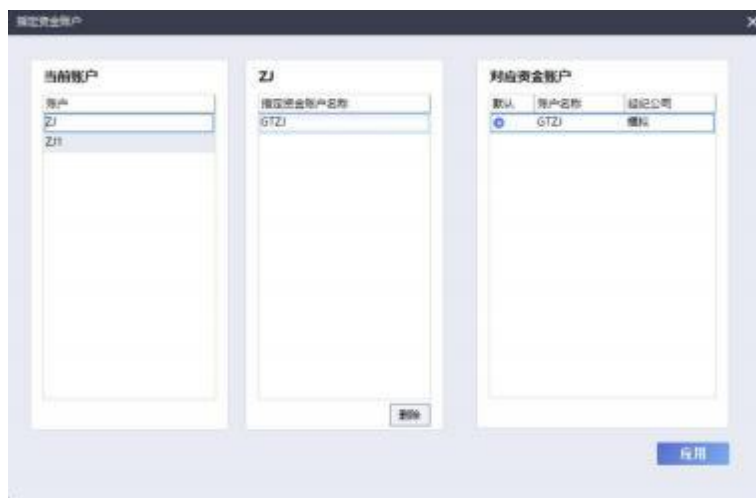 指定资金账户
当前账户
账户
ZJ
ZJ1
ZJ
指定资金账户名称
GTZJ
删除
对应资金账户
默认 账户名称 经纪公司
GTZJ 模拟
应用